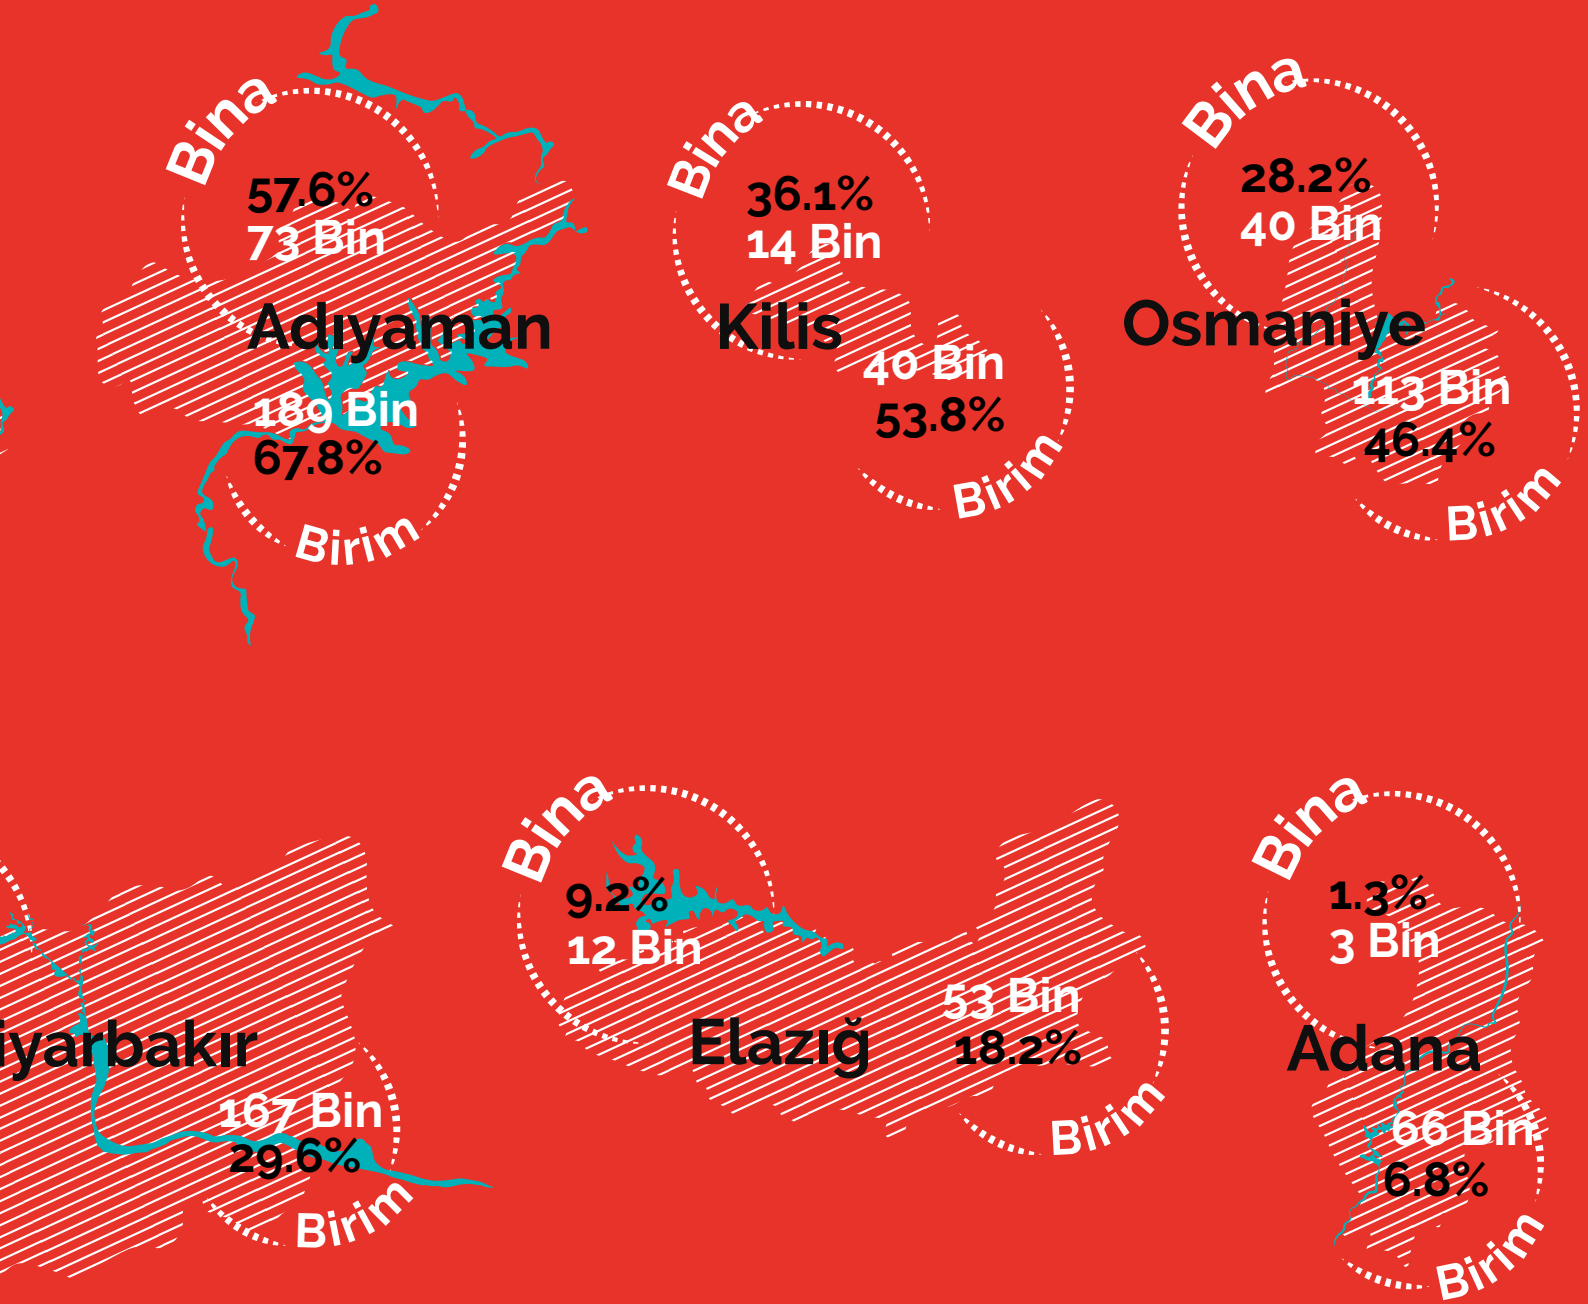 Bina
57.6%
73 Bin
Adıyaman
189 Bin
67.8%
Birim
Bina
36.1%
14 Bin
Kilis
40 Bin
53.8%
Birim
Bina
28.2%
40 Bin
Osmaniye
113 Bin
46.4%
Birim
iyarbakır
167 Bin
29.6%
Birim
Bina
9.2%
12 Bin
Elazığ
53 Bin
18.2%
Birim
Bina
1.3%
3 Bin
Adana
66 Bin
6.8%
Birim